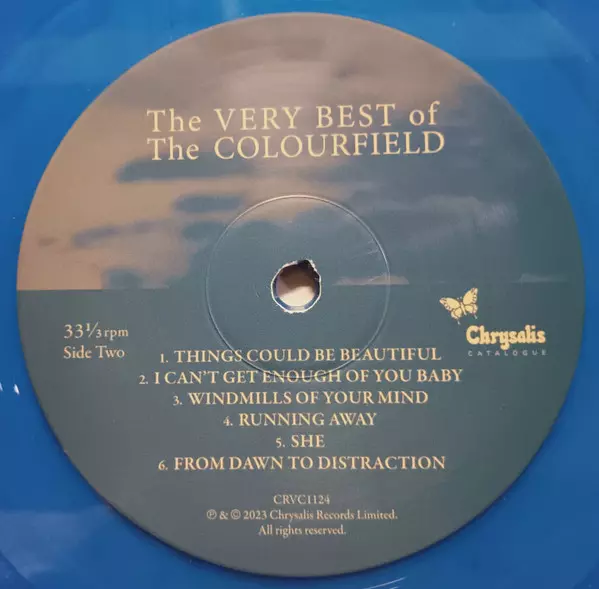 The VERY BEST of
The COLOURFIELD
33⅓ rpm
Side Two
Chrysalis
CATALOGUE
1. THINGS COULD BE BEAUTIFUL
2. I CAN'T GET ENOUGH OF YOU BABY
3. WINDMILLS OF YOUR MIND
4. RUNNING AWAY
5. SHE
6. FROM DAWN TO DISTRACTION
CRVC1124
℗ & © 2023 Chrysalis Records Limited.
All rights reserved.